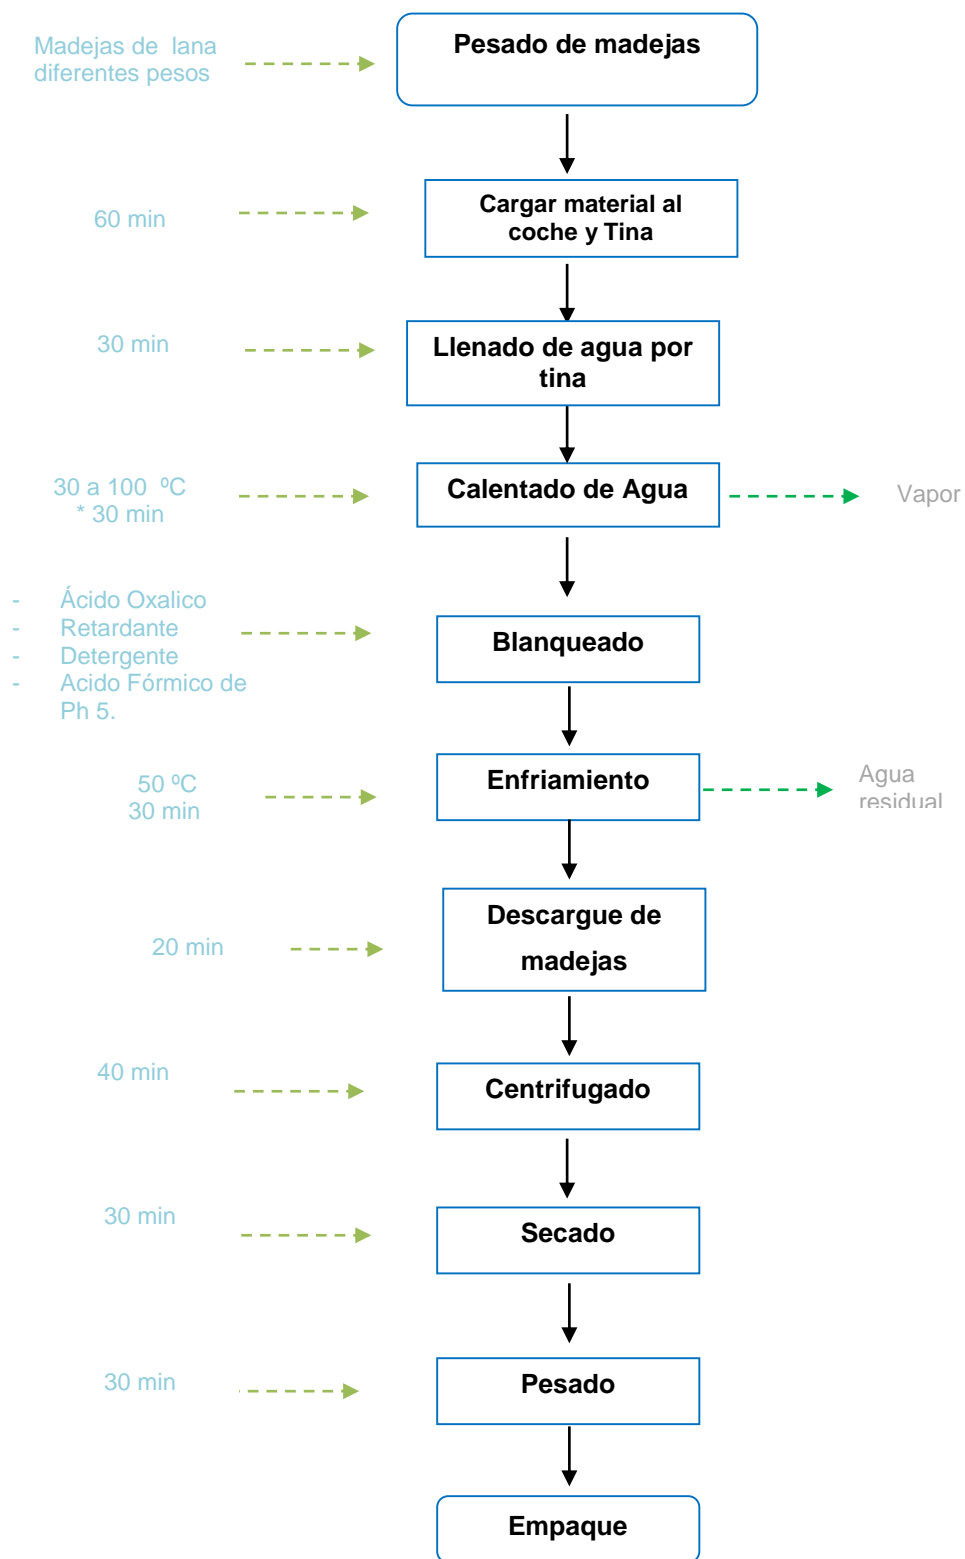 Madejas de lana
diferentes pesos
Pesado de madejas
60 min
Cargar material al
coche y Tina
30 min
Llenado de agua por
tina
30 a 100 ºC
* 30 min
Calentado de Agua
Vapor
- Ácido Oxalico
- Retardante
- Detergente
- Acido Fórmico de
Ph 5.
Blanqueado
50 ºC
30 min
Enfriamiento
Agua
residual
20 min
Descargue de
madejas
40 min
Centrifugado
30 min
Secado
30 min
Pesado
Empaque